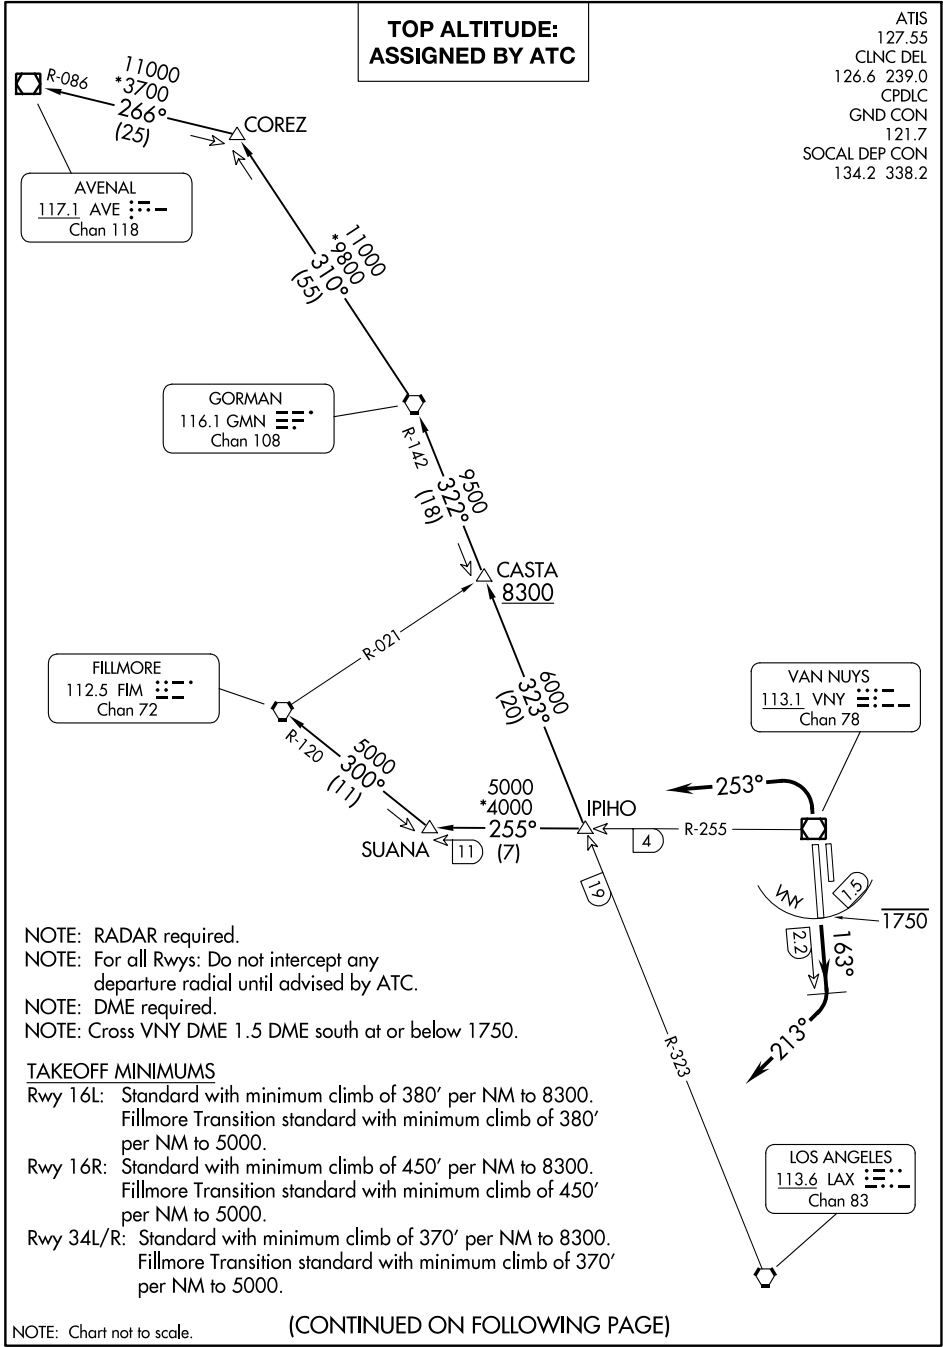 TOP ALTITUDE:
ASSIGNED BY ATC
ATIS
127.55
CLNC DEL
126.6 239.0
CPDLC
GND CON
121.7
SOCAL DEP CON
134.2 338.2
R-086
11000
*3700
266°
(25)
COREZ
AVENAL
117.1 AVE
Chan 118
11000
*9800
310°
(55)
GORMAN
116.1 GMN
Chan 108
R-142
9500
322°
(18)
CASTA
8300
R-021
FILLMORE
112.5 FIM
Chan 72
6000
323°
(20)
VAN NUYS
113.1 VNY
Chan 78
R-120
5000
300°
(11)
5000
*4000
255°
(7)
IPIHO
253°
R-255
4
SUANA
11
19
VNY
1.5
1750
2.2
163°
213°
R-323
NOTE: RADAR required.
NOTE: For all Rwys: Do not intercept any
departure radial until advised by ATC.
NOTE: DME required.
NOTE: Cross VNY DME 1.5 DME south at or below 1750.
TAKEOFF MINIMUMS
Rwy 16L: Standard with minimum climb of 380' per NM to 8300.
Fillmore Transition standard with minimum climb of 380'
per NM to 5000.
Rwy 16R: Standard with minimum climb of 450' per NM to 8300.
Fillmore Transition standard with minimum climb of 450'
per NM to 5000.
Rwy 34L/R: Standard with minimum climb of 370' per NM to 8300.
Fillmore Transition standard with minimum climb of 370'
per NM to 5000.
LOS ANGELES
113.6 LAX
Chan 83
NOTE: Chart not to scale.
(CONTINUED ON FOLLOWING PAGE)